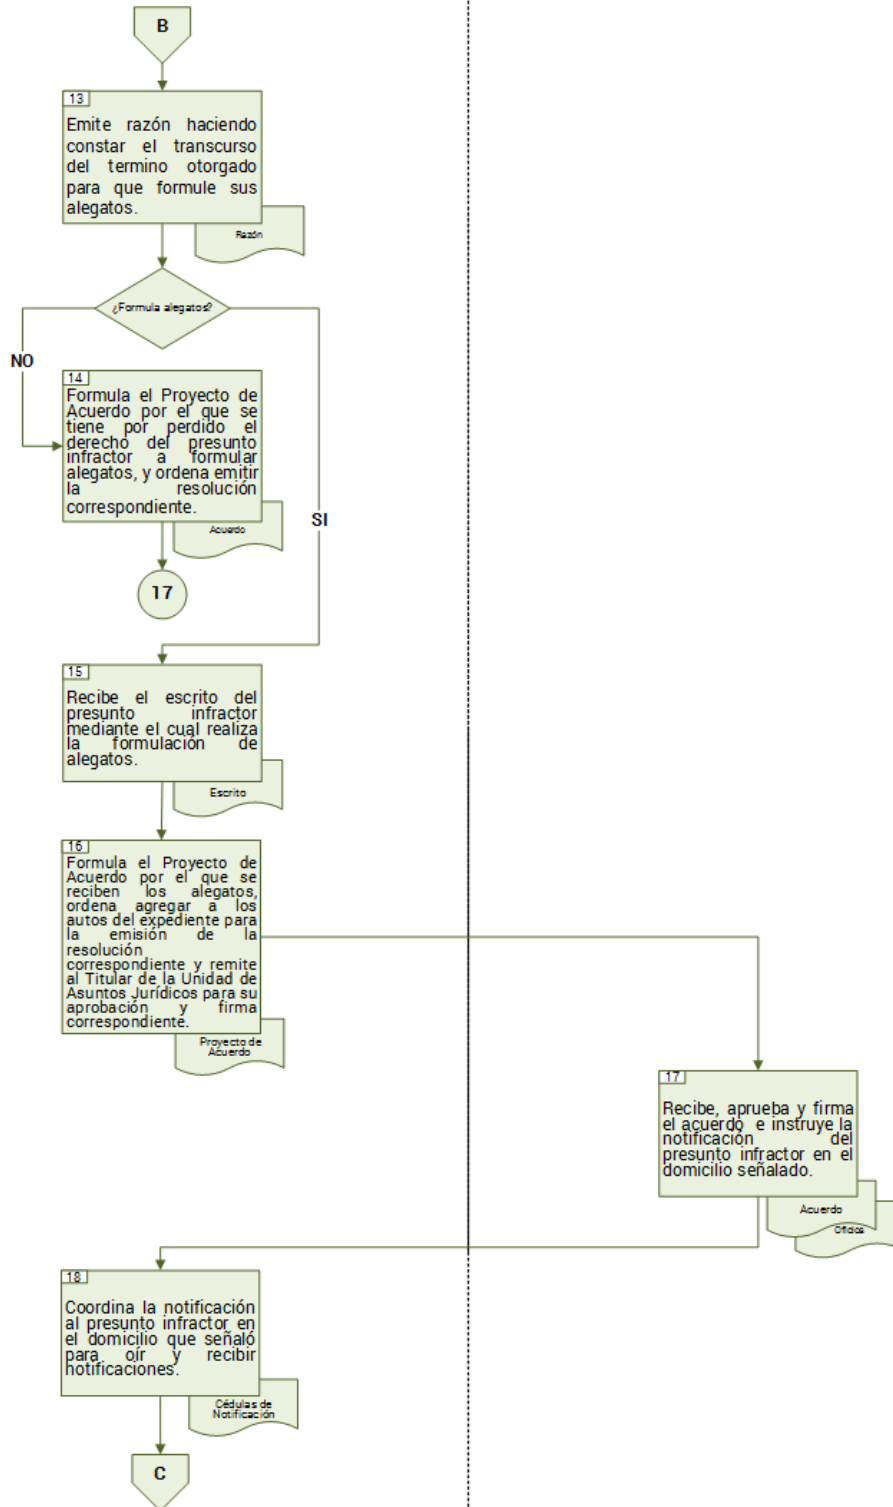 B
13
Emite razón haciendo
constar el transcurso
del termino otorgado
para que formule sus
alegatos.
Razón
¿Formula alegatos?
NO
14
Formula el Proyecto de
Acuerdo por el que se
tiene por perdido el
derecho del presunto
infractor a formular
alegatos, y ordena emitir
la resolución
correspondiente.
Acuerdo
SI
17
15
Recibe el escrito del
presunto infractor
mediante el cual realiza
la formulación de
alegatos.
Escrito
16
Formula el Proyecto de
Acuerdo por el que se
reciben los alegatos,
ordena agregar a los
autos del expediente para
la emisión de la
resolución
correspondiente y remite
al Titular de la Unidad de
Asuntos Jurídicos para su
aprobación y firma
correspondiente.
Proyecto de
Acuerdo
17
Recibe, aprueba y firma
el acuerdo e instruye la
notificación del
presunto infractor en el
domicilio señalado.
Acuerdo
Oficios
18
Coordina la notificación
al presunto infractor en
el domicilio que señaló
para oír y recibir
notificaciones.
Cédulas de
Notificación
C